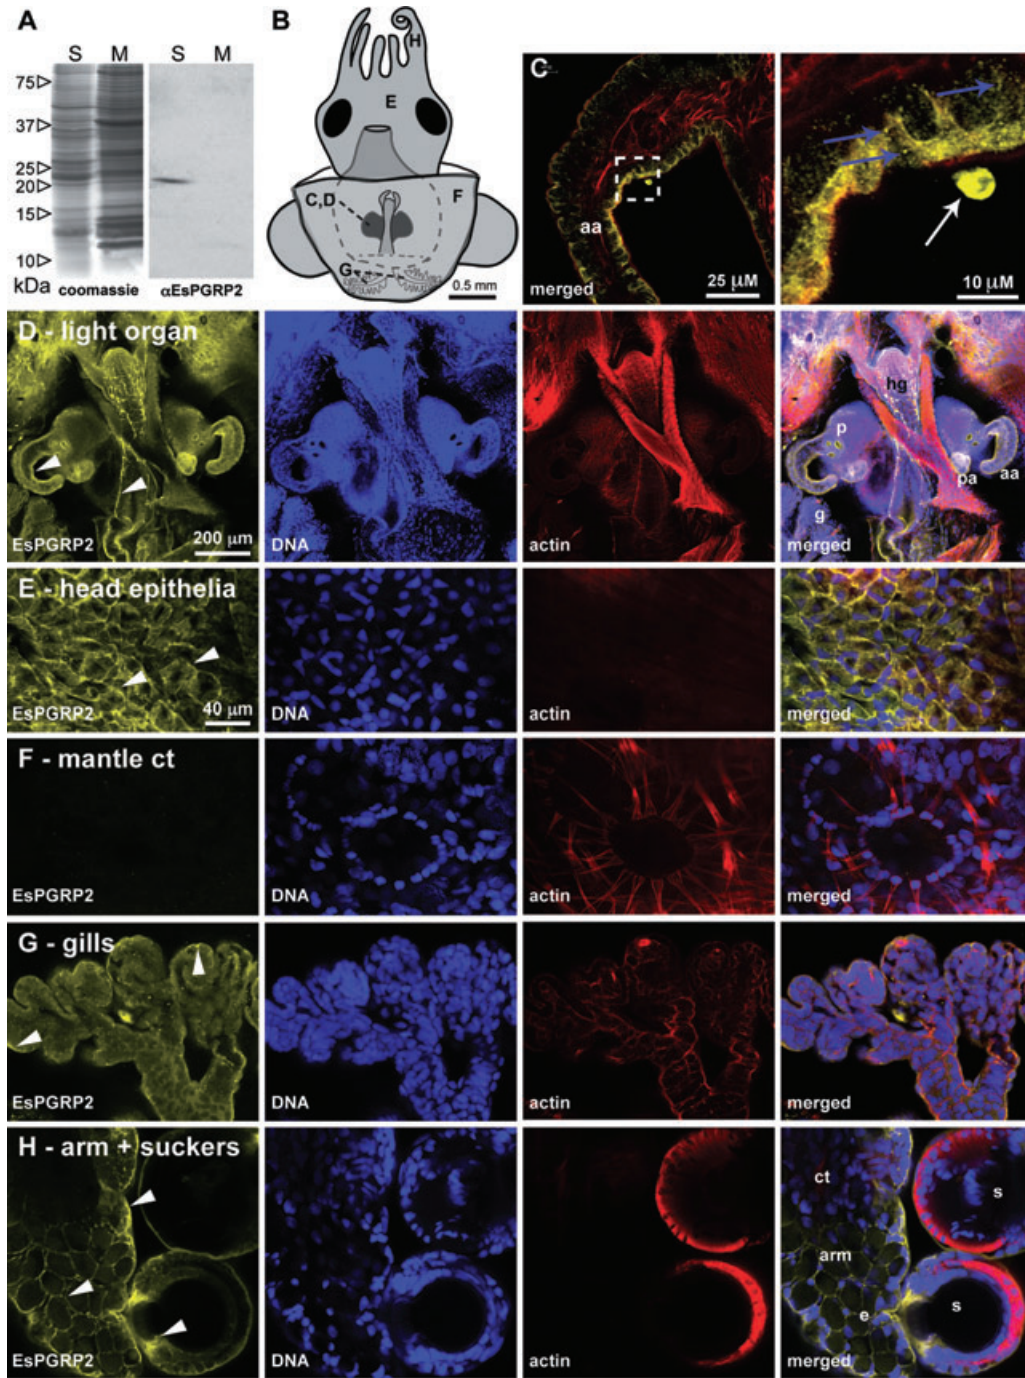 A
S M S M
75
37
25
20
15
10
kDa
coomassie αEsPGRP2
B
H
E
C,D
F
G
0.5 mm
C
aa
merged
25 μM
10 μM
D - light organ
EsPGRP2
200 μm
DNA
actin
hg
p
pa
aa
g
merged
E - head epithelia
EsPGRP2
40 μm
DNA
actin
merged
F - mantle ct
EsPGRP2
DNA
actin
merged
G - gills
EsPGRP2
DNA
actin
merged
H - arm + suckers
EsPGRP2
DNA
actin
ct
s
arm
e
s
merged